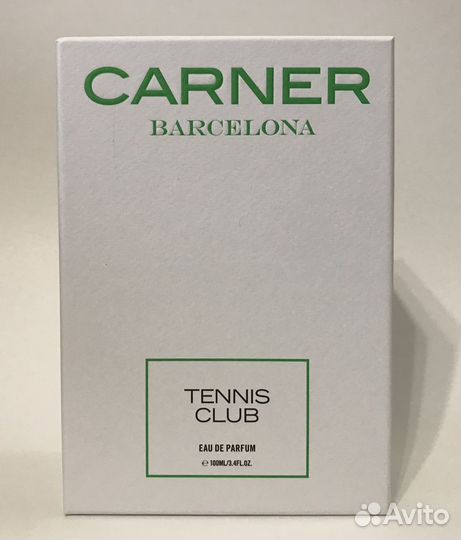 CARNER
BARCELONA
TENNIS
CLUB
EAU DE PARFUM
℮ 100ML/3.4FL.OZ.
Avito